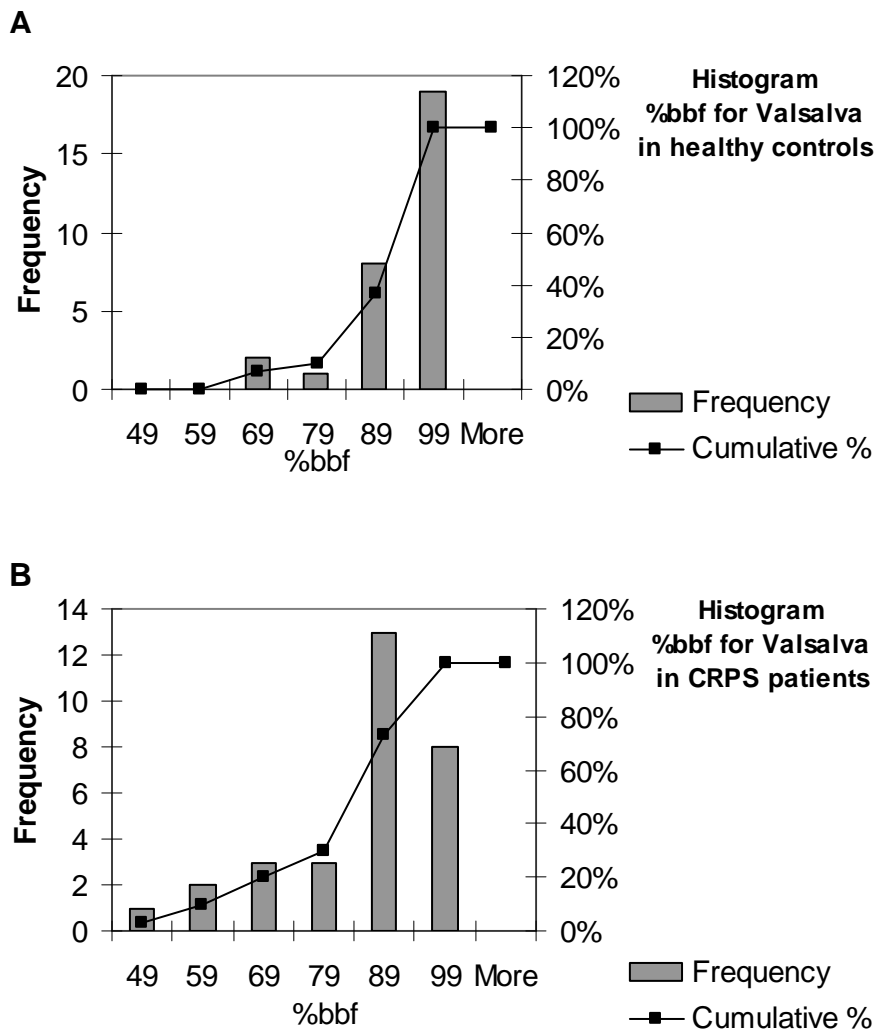 A
Histogram
%bbf for Valsalva
in healthy controls
Frequency
20
15
10
5
0
120%
100%
80%
60%
40%
20%
0%
49 59 69 79 89 99 More
%bbf
Frequency
Cumulative %
B
Histogram
%bbf for Valsalva
in CRPS patients
Frequency
14
12
10
8
6
4
2
0
120%
100%
80%
60%
40%
20%
0%
49 59 69 79 89 99 More
%bbf
Frequency
Cumulative %